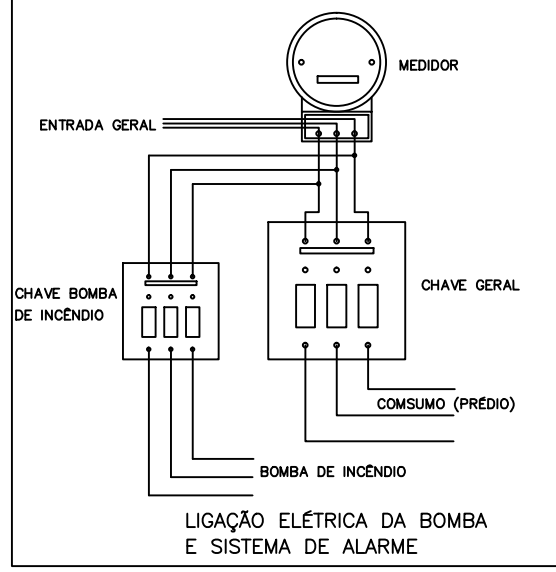 MEDIDOR
ENTRADA GERAL
CHAVE BOMBA
DE INCÊNDIO
CHAVE GERAL
COMSUMO (PRÉDIO)
BOMBA DE INCÊNDIO
LIGAÇÃO ELÉTRICA DA BOMBA
E SISTEMA DE ALARME